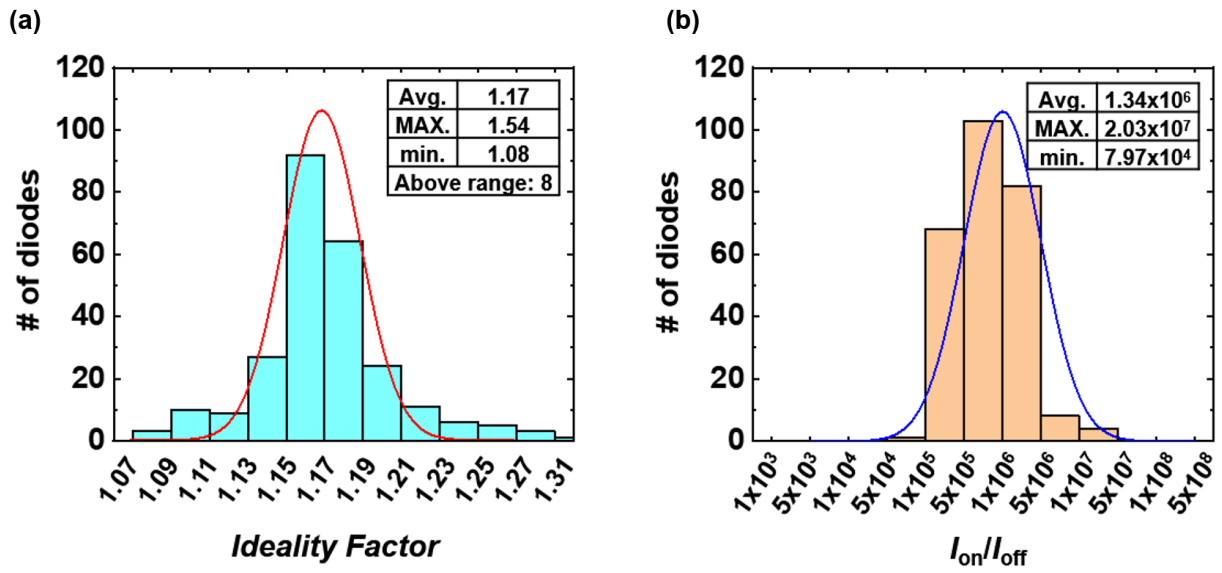 (a)
# of diodes
120
100
80
60
40
20
0
Avg. 1.17
MAX. 1.54
min. 1.08
Above range: 8
1.07 1.09 1.11 1.13 1.15 1.17 1.19 1.21 1.23 1.25 1.27 1.31
Ideality Factor
(b)
# of diodes
120
100
80
60
40
20
0
Avg. 1.34x10⁶
MAX. 2.03x10⁷
min. 7.97x10⁴
1x10³ 5x10³ 1x10⁴ 5x10⁴ 1x10⁵ 5x10⁵ 1x10⁶ 5x10⁶ 1x10⁷ 5x10⁷ 1x10⁸ 5x10⁸
Ion/Ioff